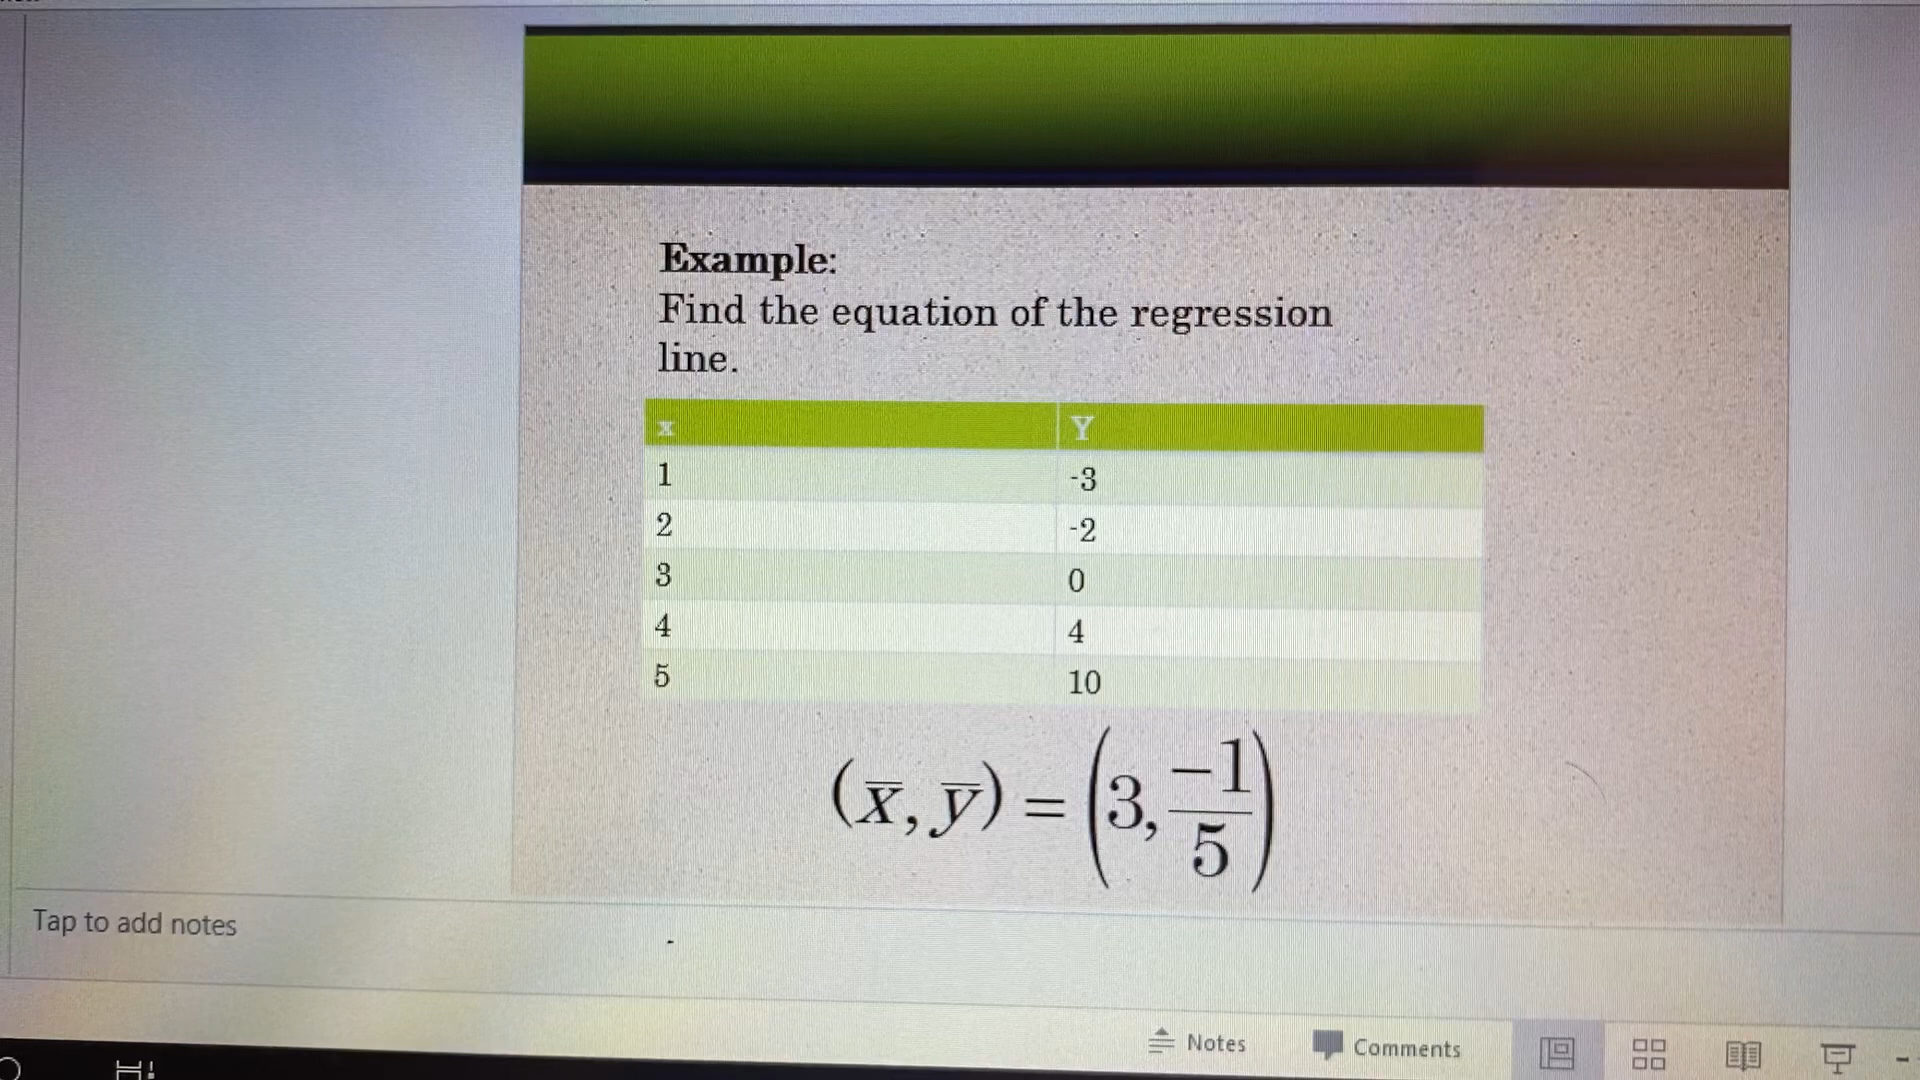 Example:
Find the equation of the regression
line.
x Y
1 -3
2 -2
3 0
4 4
5 10
(x̅, y̅) = (3, -1/5)
Tap to add notes
Notes Comments